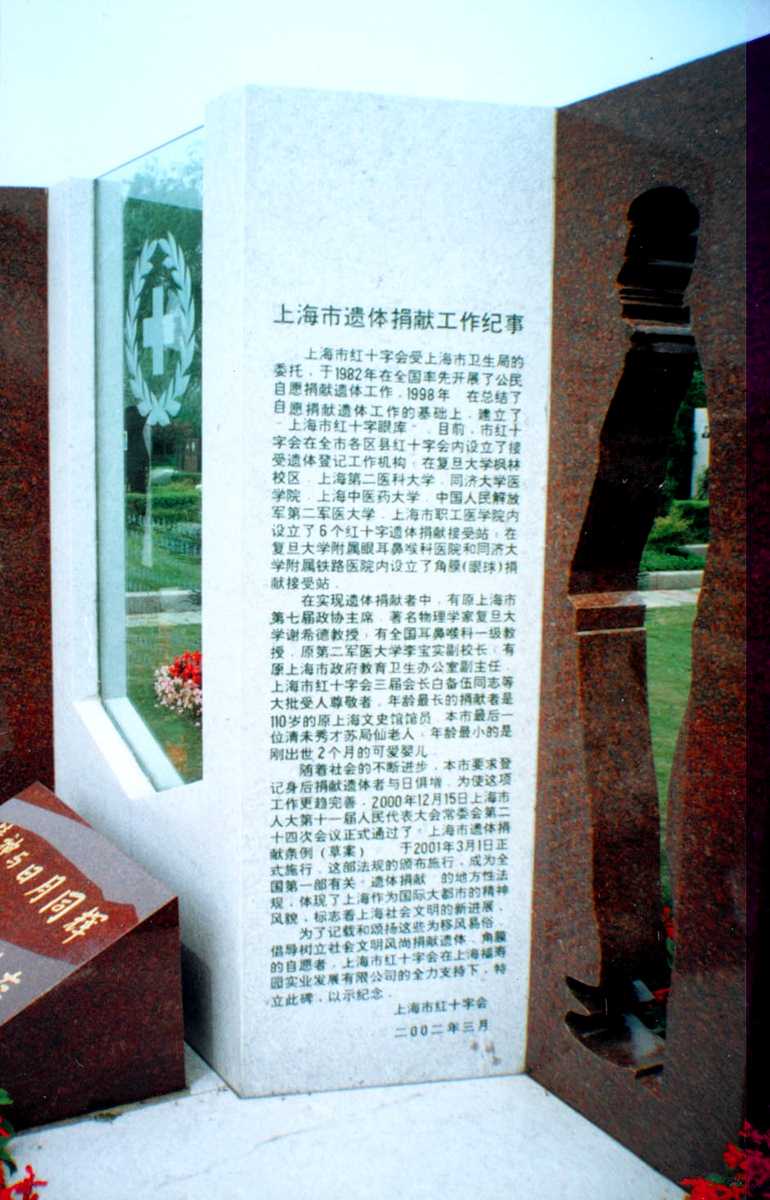 上海市遗体捐献工作纪事
上海市红十字会受上海市卫生局的
委托，于1982年在全国率先开展了公民
自愿捐献遗体工作，1998年 在总结了
自愿捐献遗体工作的基础上，建立了
“上海市红十字眼库”．目前，市红十
字会在全市各区县红十字会内设立了接
受遗体登记工作机构；在复旦大学枫林
校区．上海第二医科大学．同济大学医
学院．上海中医药大学．中国人民解放
军第二军医大学．上海市职工医学院内
设立了6个红十字遗体捐献接受站；在
复旦大学附属眼耳鼻喉科医院和同济大
学附属铁路医院内设立了角膜(眼球)捐
献接受站．
在实现遗体捐献者中，有原上海市
第七届政协主席．著名物理学家复旦大
学谢希德教授；有全国耳鼻喉科一级教
授．原第二军医大学李宝实副校长；有
原上海市政府教育卫生办公室副主任．
上海市红十字会三届会长白备伍同志等
大批受人尊敬者，年龄最长的捐献者是
110岁的原上海文史馆馆员．本市最后一
位清末秀才苏局仙老人，年龄最小的是
刚出世2个月的可爱婴儿．
随着社会的不断进步，本市要求登
记身后捐献遗体者与日俱增，为使这项
工作更趋完善，2000年12月15日上海市
人大第十一届人民代表大会常委会第二
十四次会议正式通过了“上海市遗体捐
献条例(草案)” 于2001年3月1日正
式施行．这部法规的颁布施行，成为全
国第一部有关“遗体捐献”的地方性法
规，体现了上海作为国际大都市的精神
风貌，标志着上海社会文明的新进展．
为了记载和颂扬这些为移风易俗．
倡导树立社会文明风尚捐献遗体．角膜
的自愿者，上海市红十字会在上海福寿
园实业发展有限公司的全力支持下，特
立此碑，以示纪念．
上海市红十字会
二00二年三月
神与日月同辉